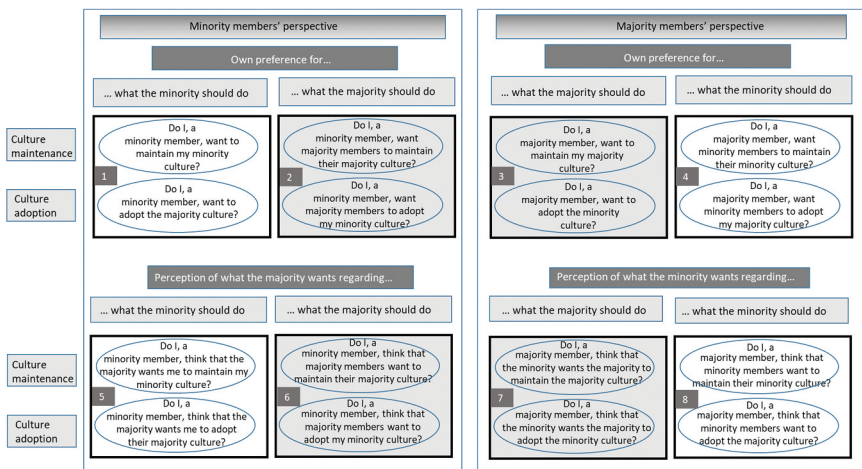 Minority members' perspective
Own preference for…
… what the minority should do
… what the majority should do
Culture
maintenance
Culture
adoption
1
Do I, a
minority member, want to
maintain my minority
culture?
Do I, a
minority member, want to
adopt the majority culture?
2
Do I, a
minority member, want
majority members to maintain
their majority culture?
Do I, a
minority member, want
majority members to adopt
my minority culture?
Perception of what the majority wants regarding…
… what the minority should do
… what the majority should do
Culture
maintenance
Culture
adoption
5
Do I, a
minority member, think that the
majority wants me to maintain my
minority culture?
Do I, a
minority member, think that the
majority wants me to adopt
their majority culture?
6
Do I, a
minority member, think that
majority members want to
maintain their majority culture?
Do I, a
minority member, think that
majority members want to
adopt my minority culture?
Majority members' perspective
Own preference for…
… what the majority should do
… what the minority should do
3
Do I, a
majority member, want to
maintain my majority
culture?
Do I, a
majority member, want to
adopt the minority
culture?
4
Do I, a
majority member, want
minority members to maintain
their minority culture?
Do I, a
majority member, want
minority members to adopt
my majority culture?
Perception of what the minority wants regarding…
… what the majority should do
… what the minority should do
7
Do I, a
majority member, think that
the minority wants the majority to
maintain the majority culture?
Do I, a
majority member, think that
the minority wants the majority to
adopt the minority culture?
8
Do I, a
majority member, think that
minority members want to
maintain their minority culture?
Do I, a
majority member, think that
minority members want to
adopt the majority culture?